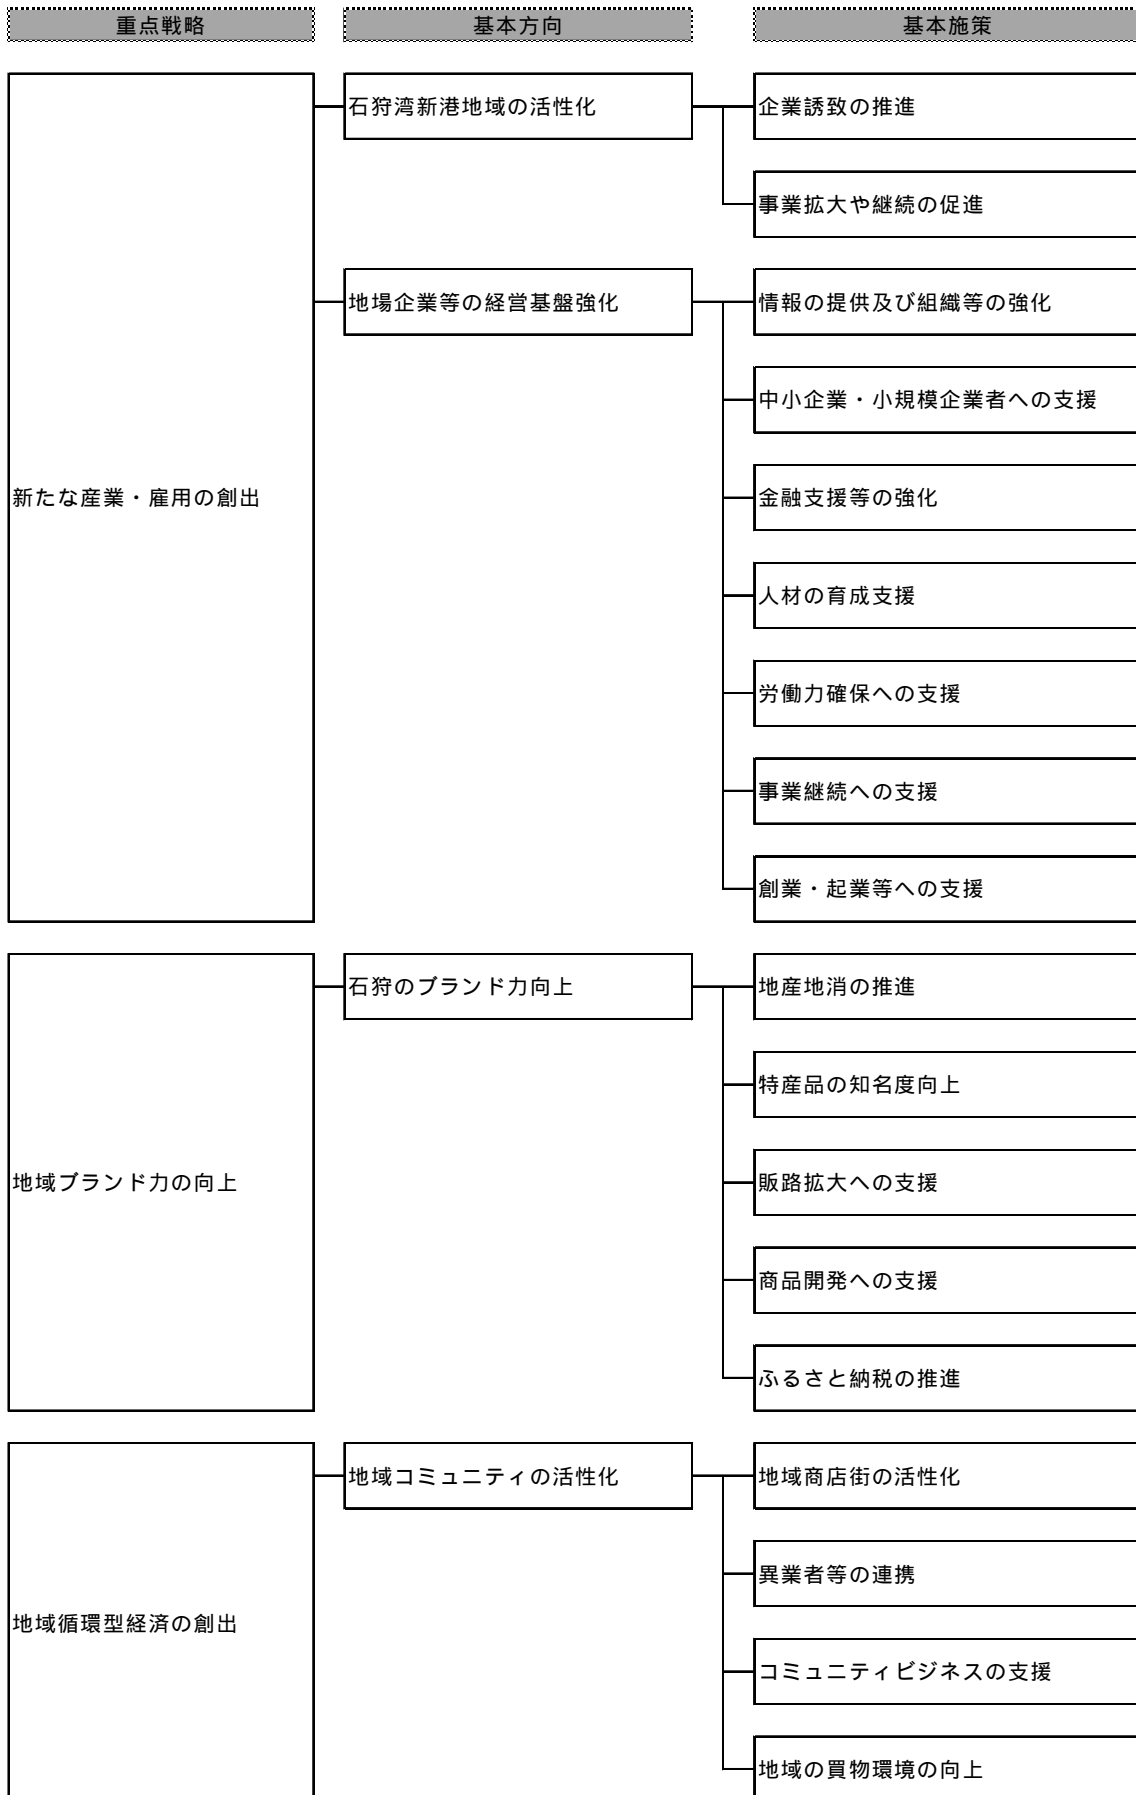 重点戦略
基本方向
基本施策
石狩湾新港地域の活性化
企業誘致の推進
事業拡大や継続の促進
地場企業等の経営基盤強化
情報の提供及び組織等の強化
中小企業・小規模企業者への支援
新たな産業・雇用の創出
金融支援等の強化
人材の育成支援
労働力確保への支援
事業継続への支援
創業・起業等への支援
石狩のブランド力向上
地産地消の推進
特産品の知名度向上
地域ブランド力の向上
販路拡大への支援
商品開発への支援
ふるさと納税の推進
地域コミュニティの活性化
地域商店街の活性化
異業者等の連携
地域循環型経済の創出
コミュニティビジネスの支援
地域の買物環境の向上